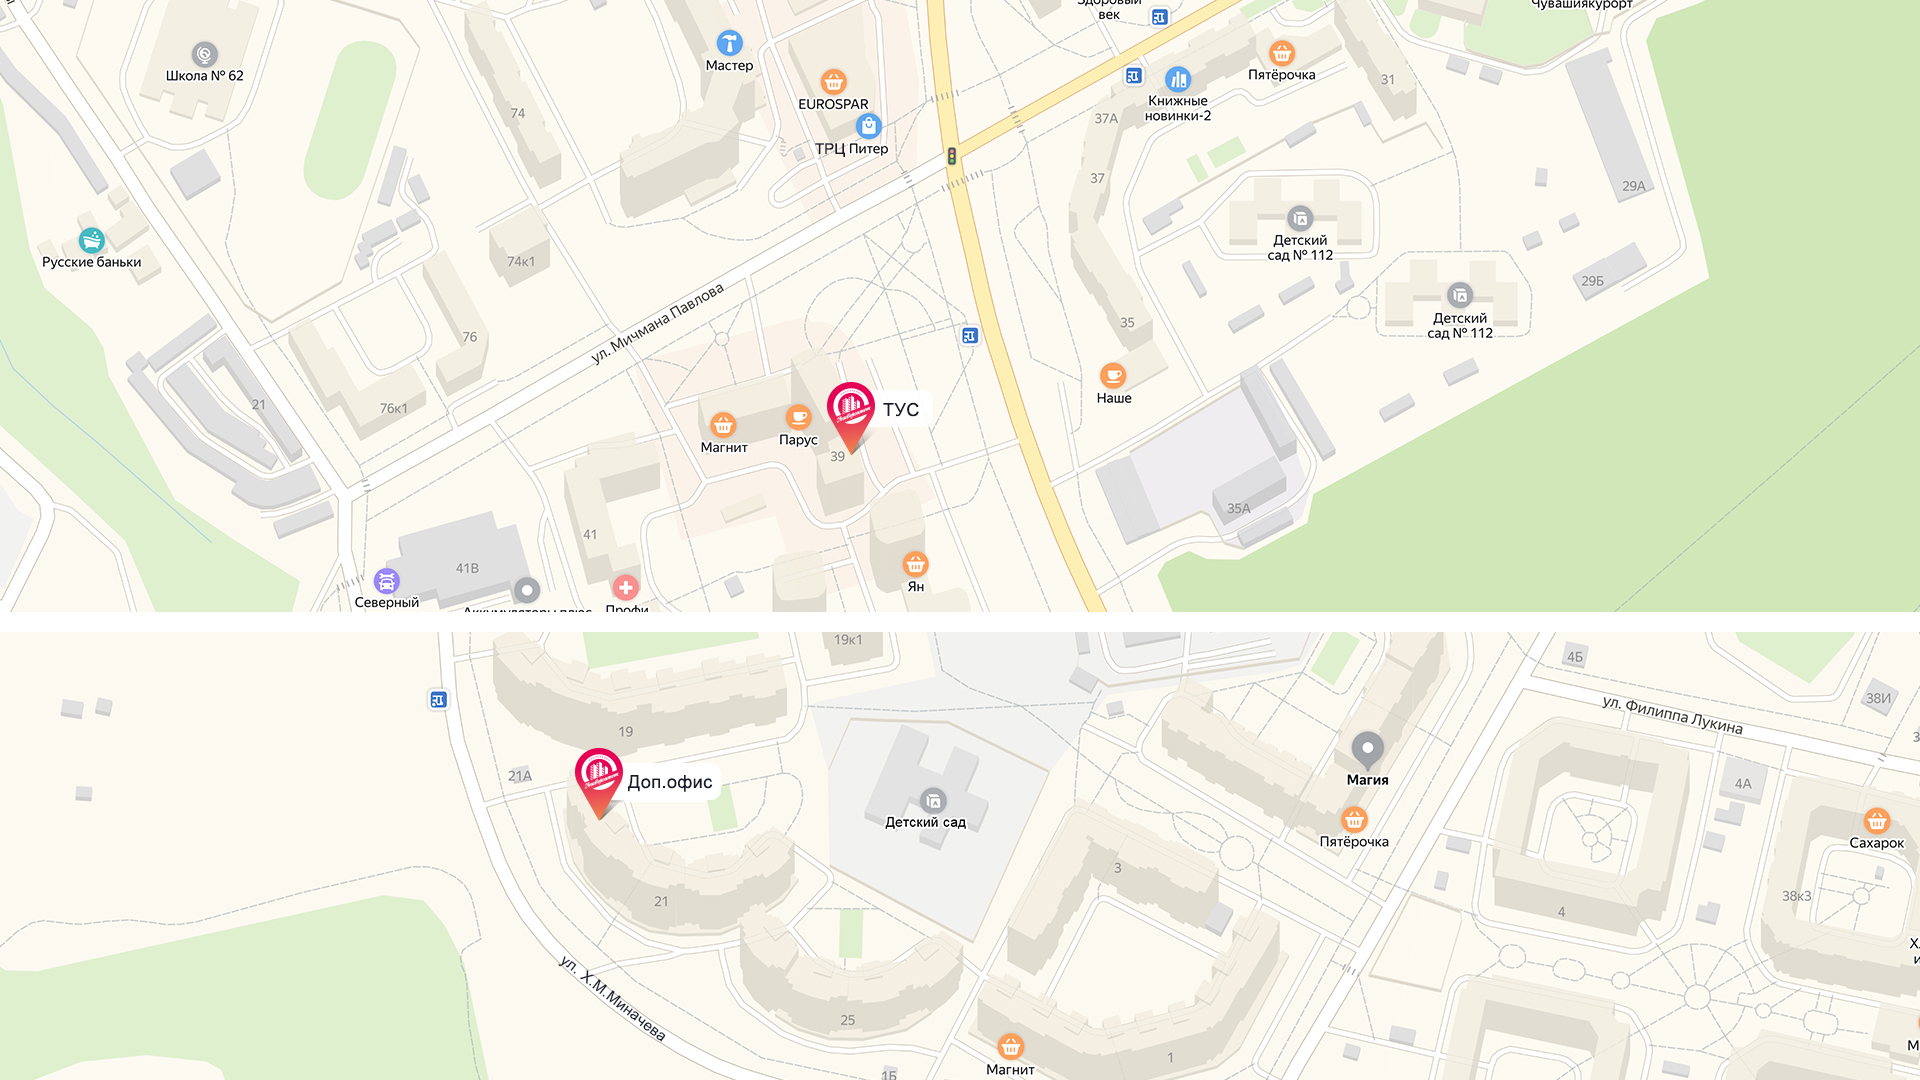 Здоровый
век
Чувашиякурорт
Школа № 62
Мастер
EUROSPAR
ТРЦ Питер
74
Пятёрочка
31
Книжные
новинки-2
37А
37
29А
Русские баньки
74к1
Детский
сад № 112
29Б
Детский
сад № 112
ул. Мичмана Павлова
76
35
21
76к1
Наше
ТУС
Магнит
Парус
39
41
35А
41В
Северный
Аккумуляторы плюс
Профи
Ян
19к1
4Б
38И
ул. Филиппа Лукина
19
21А
Доп.офис
Магия
4А
Детский сад
Пятёрочка
Сахарок
3
21
4
38к3
ул. Х.М.Миначева
25
1
Магнит
1Б